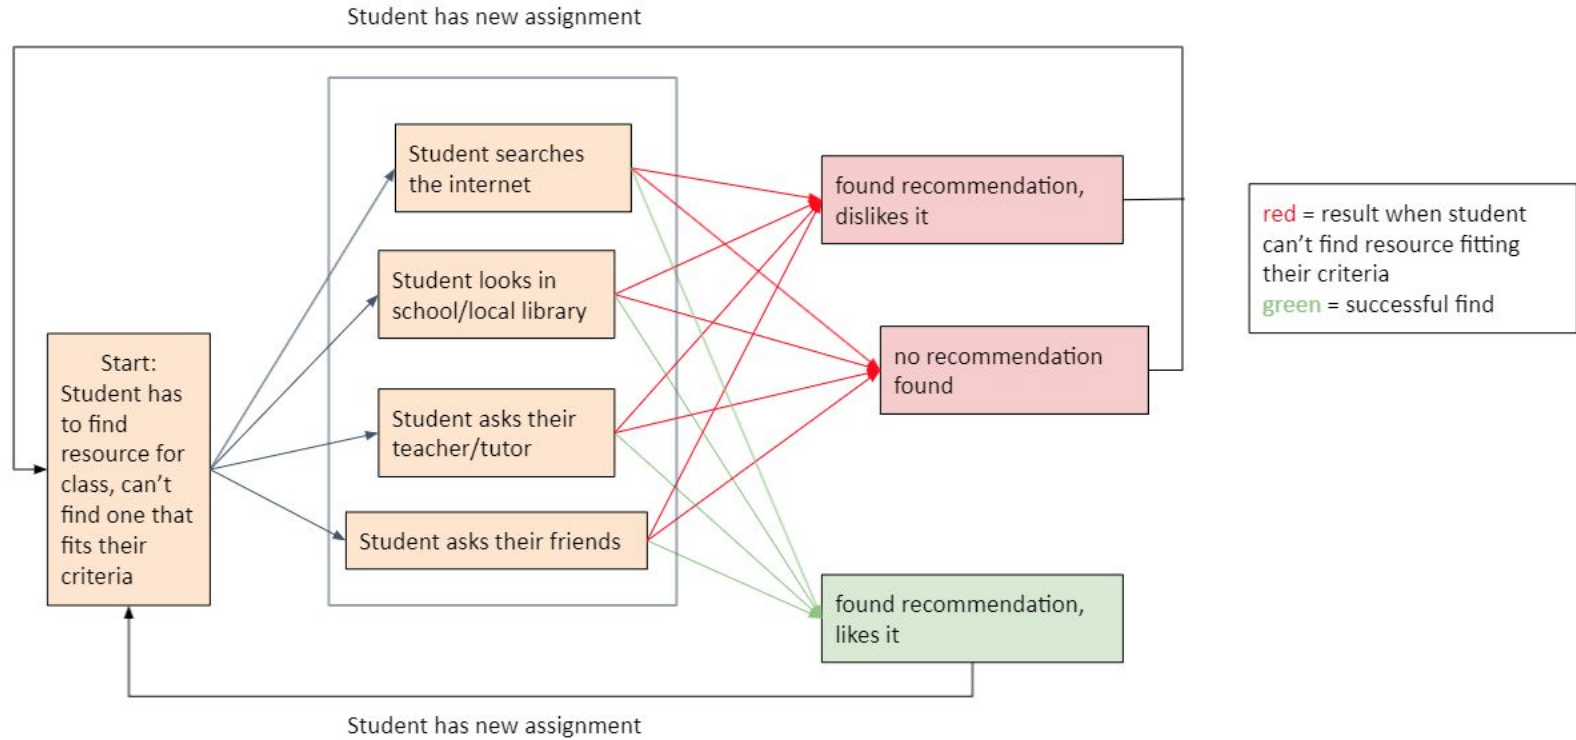 Student has new assignment
Student searches
the internet
found recommendation,
dislikes it
red = result when student
can't find resource fitting
their criteria
green = successful find
Student looks in
school/local library
Start:
Student has
to find
resource for
class, can't
find one that
fits their
criteria
no recommendation
found
Student asks their
teacher/tutor
Student asks their friends
found recommendation,
likes it
Student has new assignment